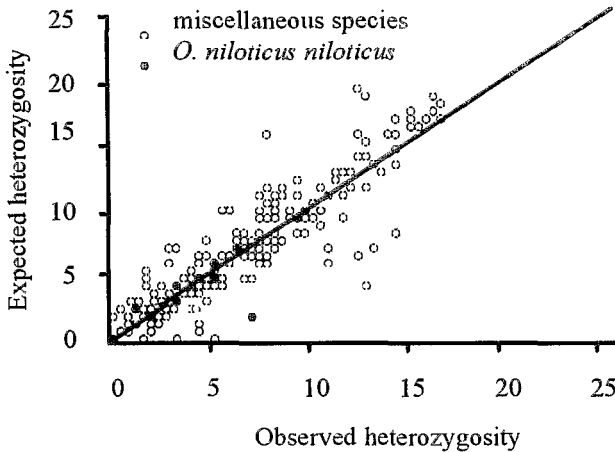 25
miscellaneous species
O. niloticus niloticus
20
15
10
5
0
Expected heterozygosity
0 5 10 15 20 25
Observed heterozygosity